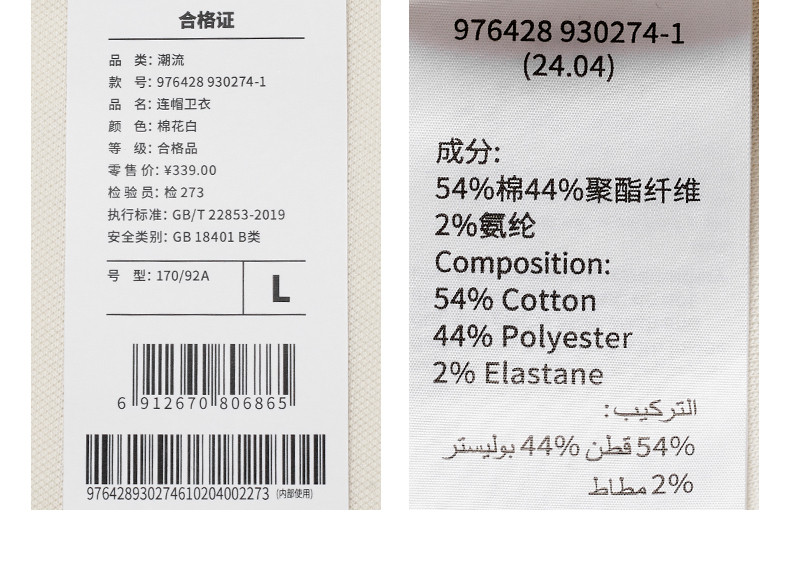 合格证
品 类: 潮流
款 号: 976428 930274-1
品 名: 连帽卫衣
颜 色: 棉花白
等 级: 合格品
零售价: ¥339.00
检验员: 检 273
执行标准: GB/T 22853-2019
安全类别: GB 18401 B类
号 型: 170/92A
L
6 912670 806865
976428930274610204002273 (内部使用)
976428 930274-1
(24.04)
成分:
54%棉44%聚酯纤维
2%氨纶
Composition:
54% Cotton
44% Polyester
2% Elastane
التركيب:
54% قطن 44% بوليستر
2% مطاط